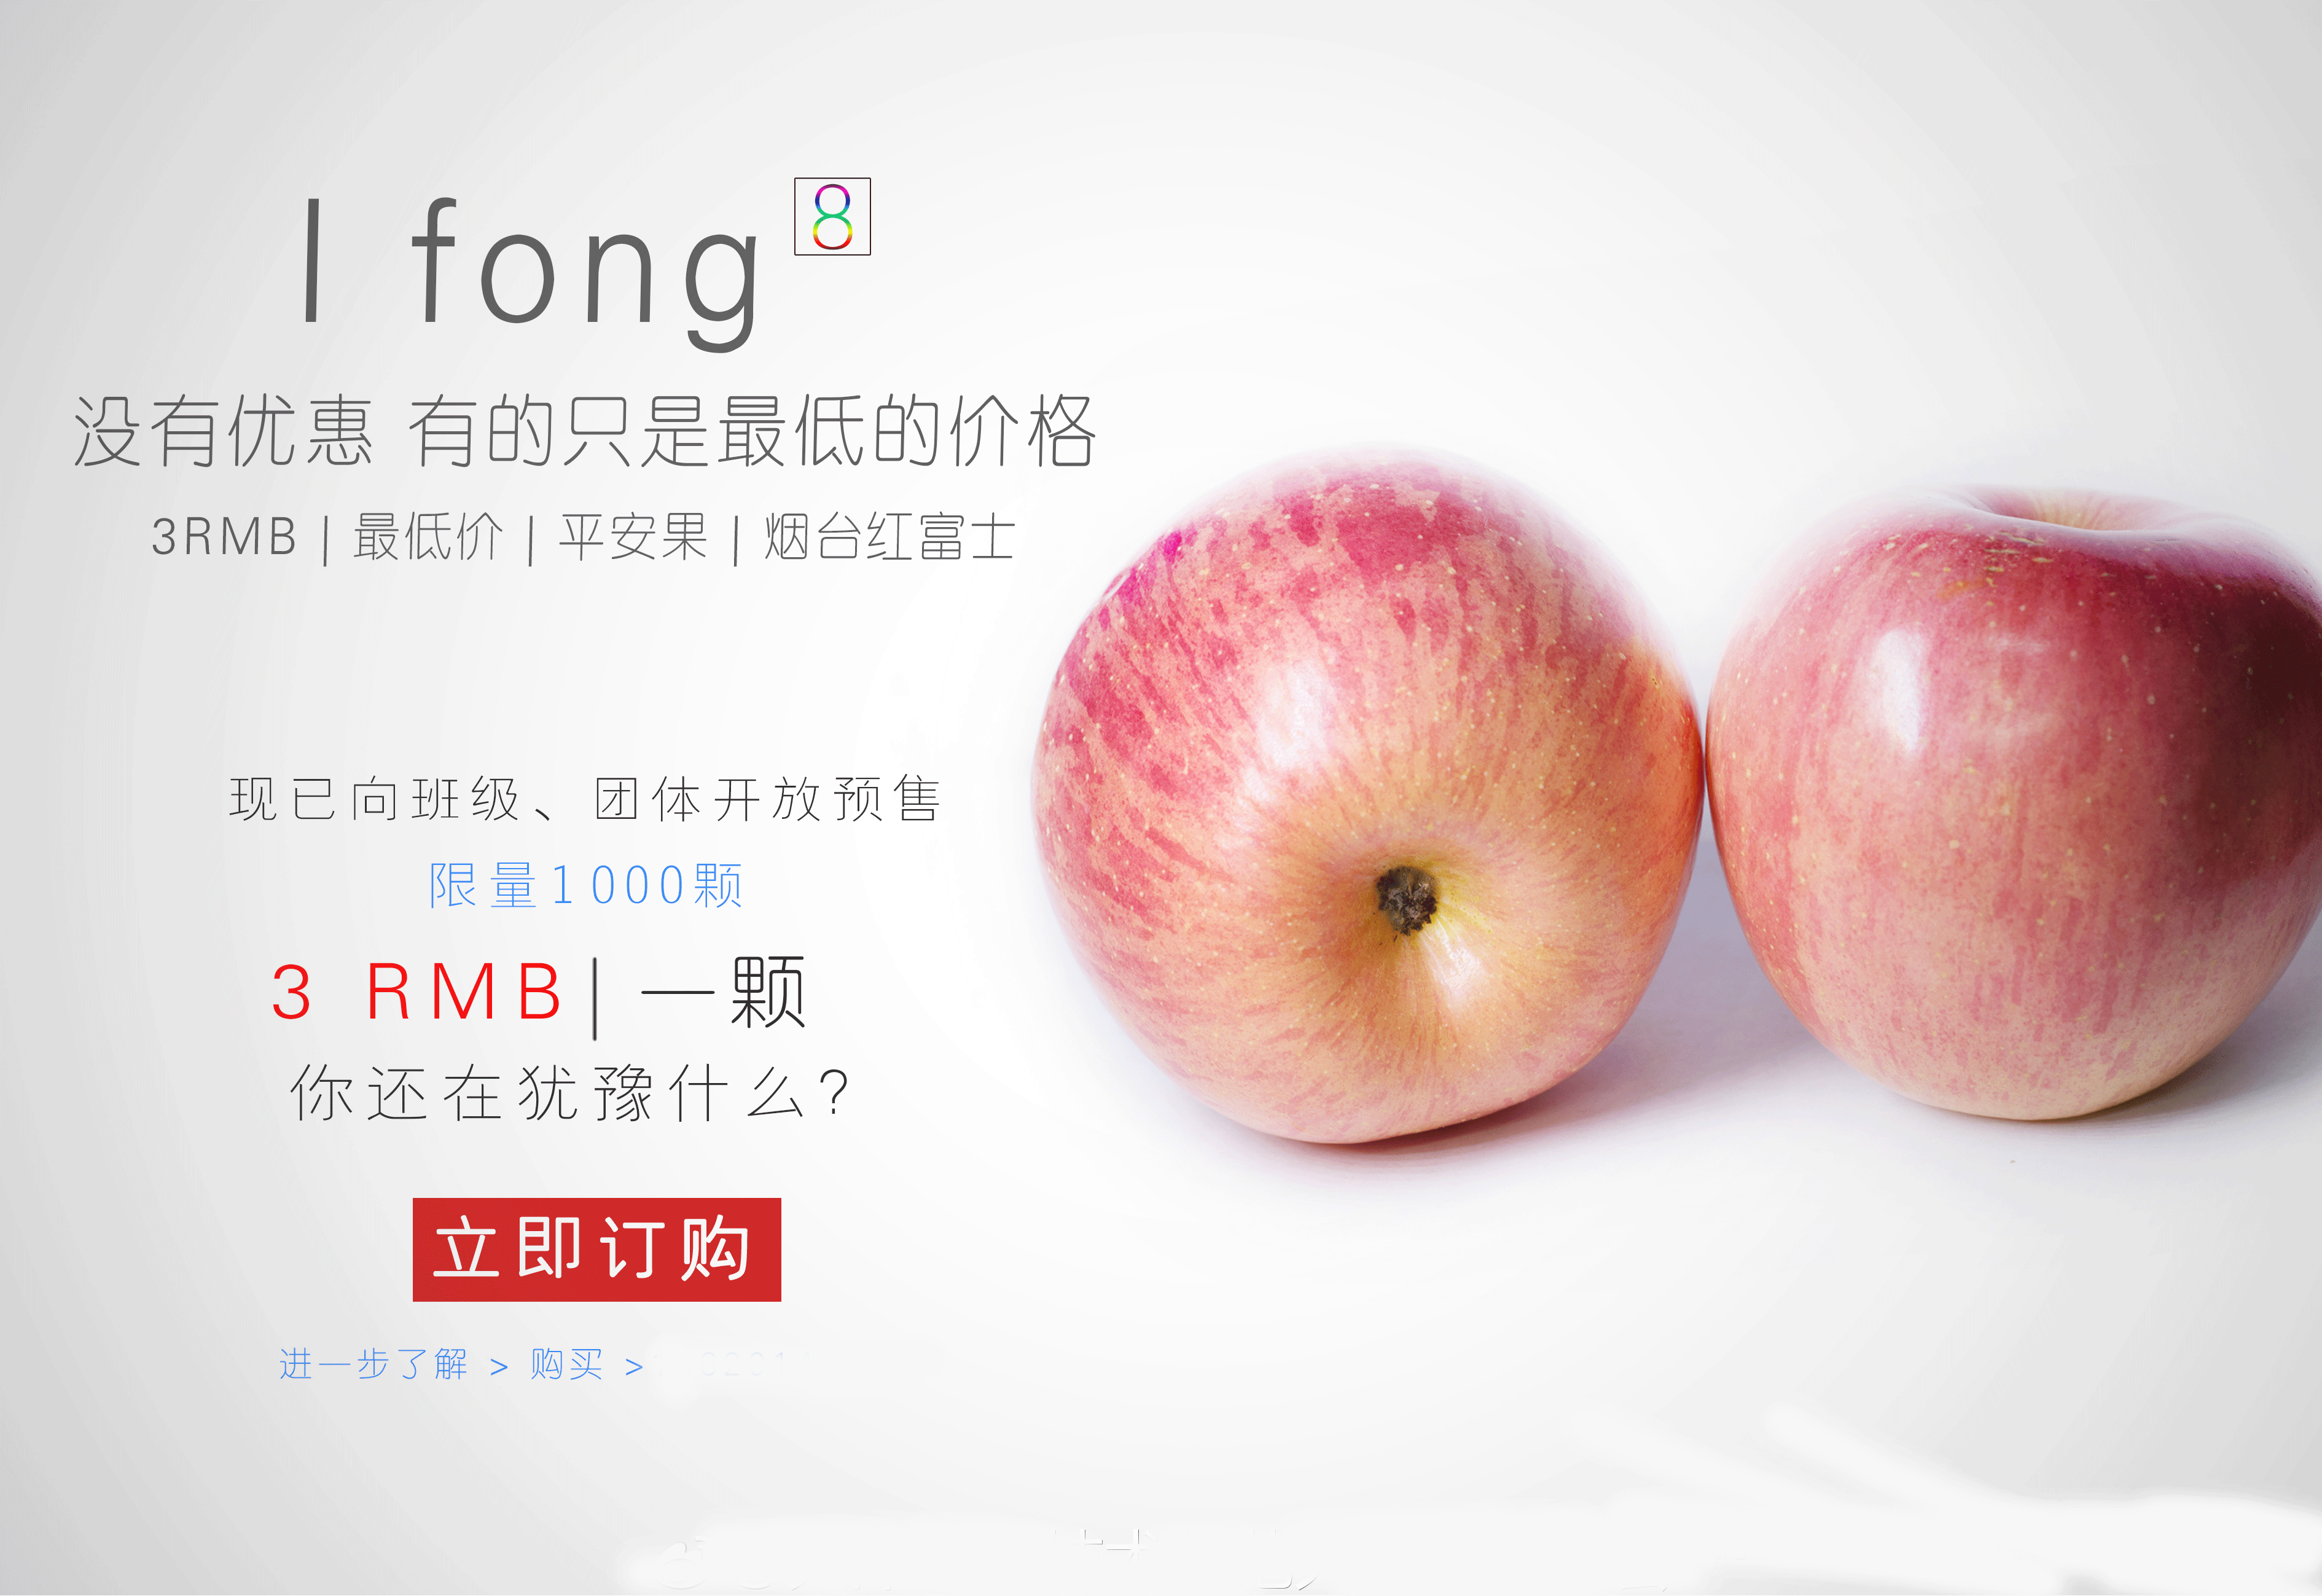 I fong 8
没有优惠 有的只是最低的价格
3RMB | 最低价 | 平安果 | 烟台红富士
现已向班级、团体开放预售
限量1000颗
3 RMB| 一颗
你还在犹豫什么?
立即订购
进一步了解 > 购买 >